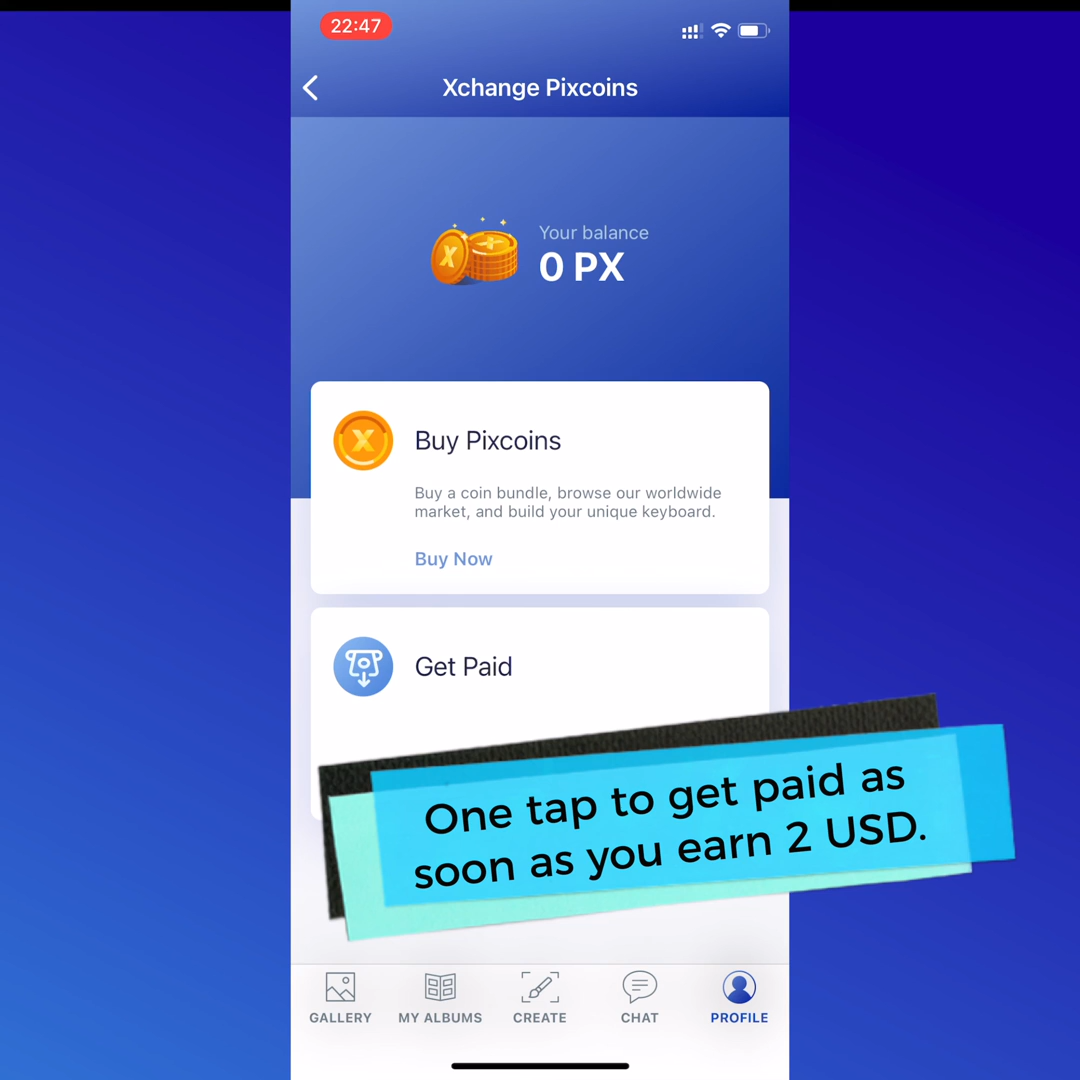 22:47
Xchange Pixcoins
Your balance
0 PX
X
X
Buy Pixcoins
Buy a coin bundle, browse our worldwide
market, and build your unique keyboard.
Buy Now
Get Paid
One tap to get paid as
soon as you earn 2 USD.
GALLERY
MY ALBUMS
CREATE
CHAT
PROFILE